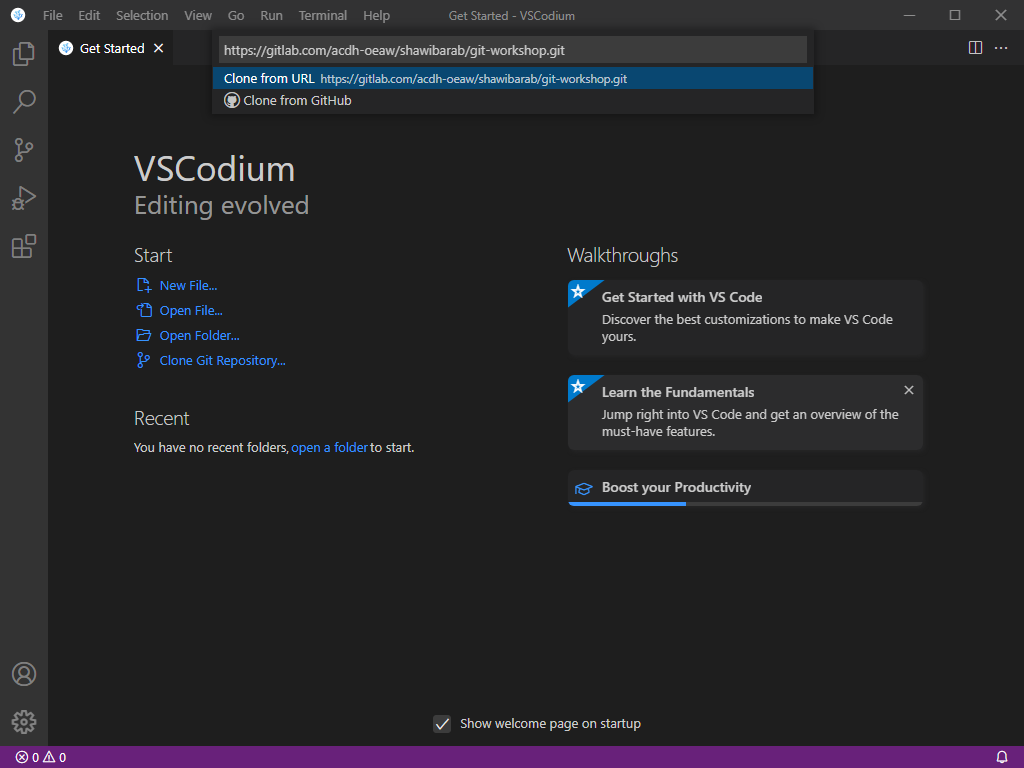 File Edit Selection View Go Run Terminal Help Get Started - VSCodium
Get Started
https://gitlab.com/acdh-oeaw/shawibarab/git-workshop.git
Clone from URL https://gitlab.com/acdh-oeaw/shawibarab/git-workshop.git
Clone from GitHub
VSCodium
Editing evolved
Start
New File...
Open File...
Open Folder...
Clone Git Repository...
Recent
You have no recent folders, open a folder to start.
Walkthroughs
Get Started with VS Code
Discover the best customizations to make VS Code
yours.
Learn the Fundamentals
Jump right into VS Code and get an overview of the
must-have features.
Boost your Productivity
Show welcome page on startup
0 0